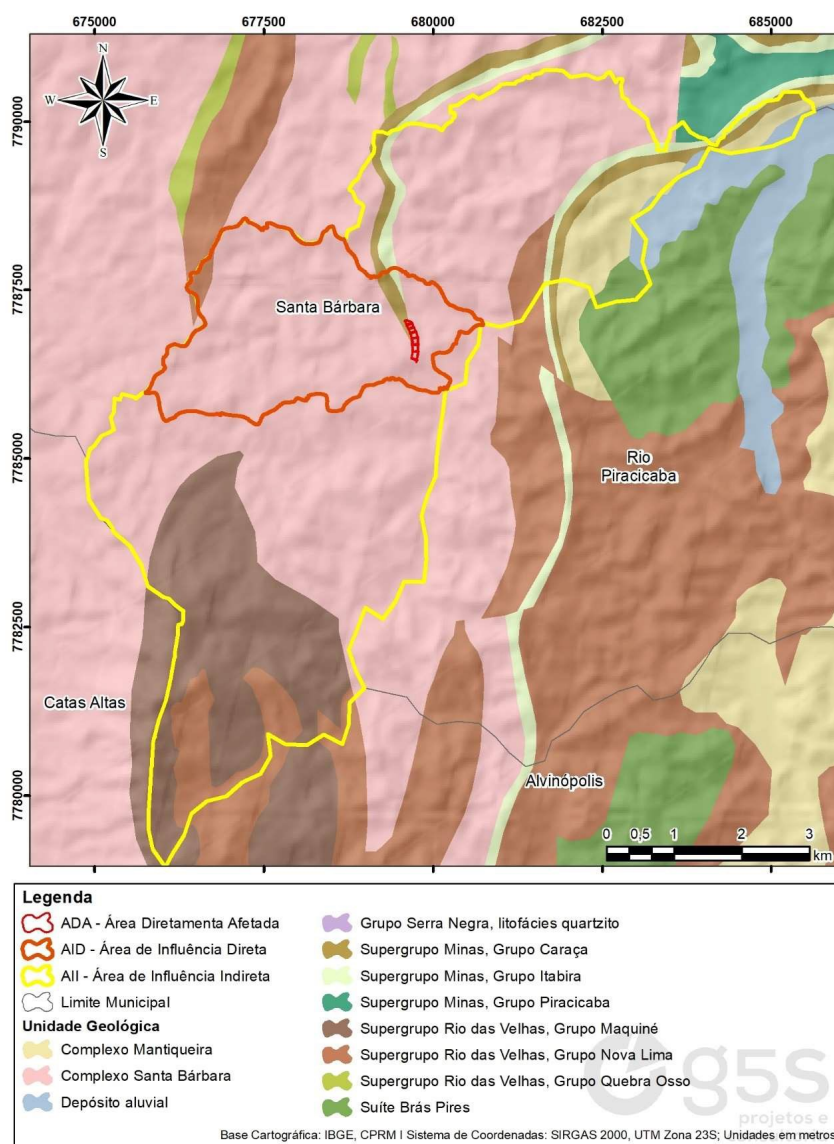 675000 677500 680000 682500 685000
N
W E
S
7790000
7787500
7785000
7782500
7780000
Santa Bárbara
Rio
Piracicaba
Catas Altas
Alvinópolis
0 0,5 1 2 3
km
Legenda
ADA - Área Diretamenta Afetada
AID - Área de Influência Direta
AII - Área de Influência Indireta
Limite Municipal
Unidade Geológica
Complexo Mantiqueira
Complexo Santa Bárbara
Depósito aluvial
Grupo Serra Negra, litofácies quartzito
Supergrupo Minas, Grupo Caraça
Supergrupo Minas, Grupo Itabira
Supergrupo Minas, Grupo Piracicaba
Supergrupo Rio das Velhas, Grupo Maquiné
Supergrupo Rio das Velhas, Grupo Nova Lima
Supergrupo Rio das Velhas, Grupo Quebra Osso
Suíte Brás Pires
g5s
projetos e
Base Cartográfica: IBGE, CPRM I Sistema de Coordenadas: SIRGAS 2000, UTM Zona 23S; Unidades em metros